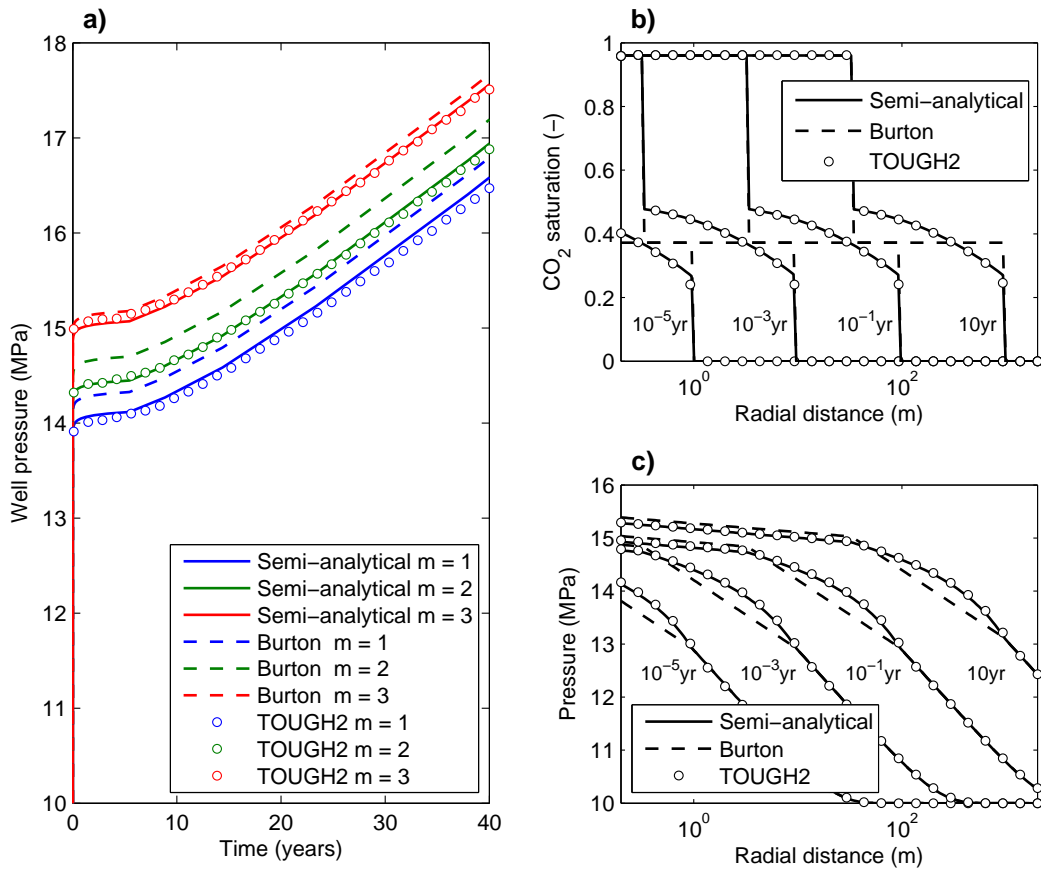 a)
18
17
16
15
14
13
12
11
10
Well pressure (MPa)
0
10
20
30
40
Time (years)
Semi−analytical m = 1
Semi−analytical m = 2
Semi−analytical m = 3
Burton m = 1
Burton m = 2
Burton m = 3
TOUGH2 m = 1
TOUGH2 m = 2
TOUGH2 m = 3
b)
1
0.8
0.6
0.4
0.2
0
CO2 saturation (−)
Semi−analytical
Burton
TOUGH2
10−5yr
10−3yr
10−1yr
10yr
100
102
Radial distance (m)
c)
16
15
14
13
12
11
10
Pressure (MPa)
10−5yr
10−3yr
10−1yr
10yr
Semi−analytical
Burton
TOUGH2
100
102
Radial distance (m)